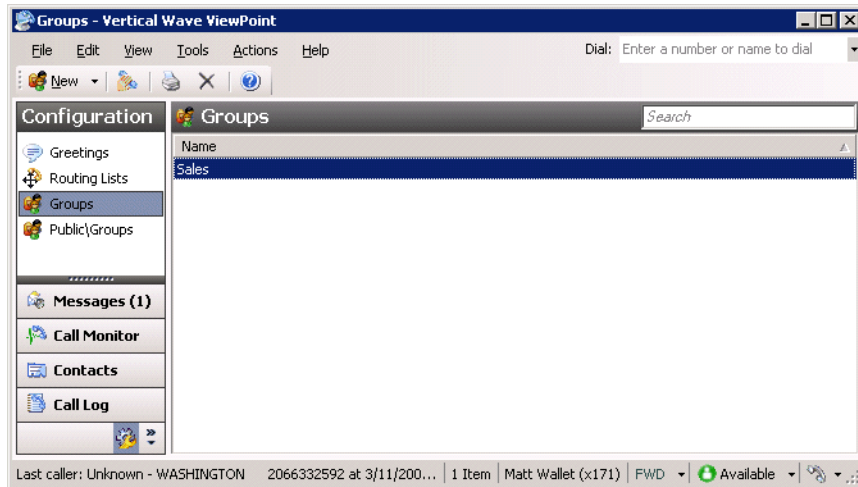 Groups - Vertical Wave ViewPoint
File Edit View Tools Actions Help Dial: Enter a number or name to dial
New
Configuration
Groups
Search
Greetings
Routing Lists
Groups
Public\Groups
Name
Sales
Messages (1)
Call Monitor
Contacts
Call Log
Last caller: Unknown - WASHINGTON 2066332592 at 3/11/200... 1 Item Matt Wallet (x171) FWD Available